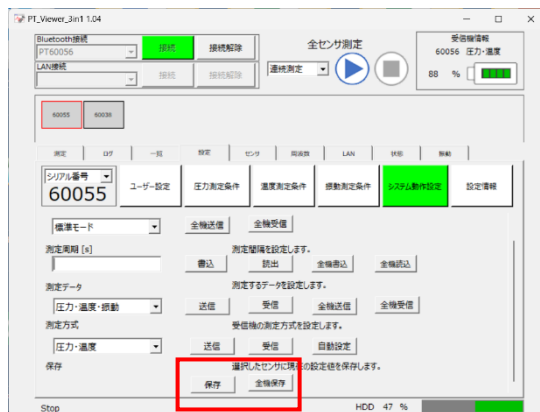 PT_Viewer_3in1 1.04
Bluetooth接続
PT60056
接続
接続解除
LAN接続
接続
接続解除
全センサ測定
連続測定
受信機情報
60056 圧力・温度
88 %
60055
60038
測定
ログ
一覧
設定
センサ
周波数
LAN
状態
振動
シリアル番号
60055
ユーザー設定
圧力測定条件
温度測定条件
振動測定条件
システム動作設定
設定情報
標準モード
全機送信
全機受信
測定周期 [s]
測定間隔を設定します。
書込
読出
全機書込
全機読込
測定データ
測定するデータを設定します。
圧力・温度・振動
送信
受信
全機送信
全機受信
測定方式
受信機の測定方式を設定します。
圧力・温度
送信
受信
自動設定
保存
選択したセンサに現在の設定値を保存します。
保存
全機保存
Stop
HDD 47 %